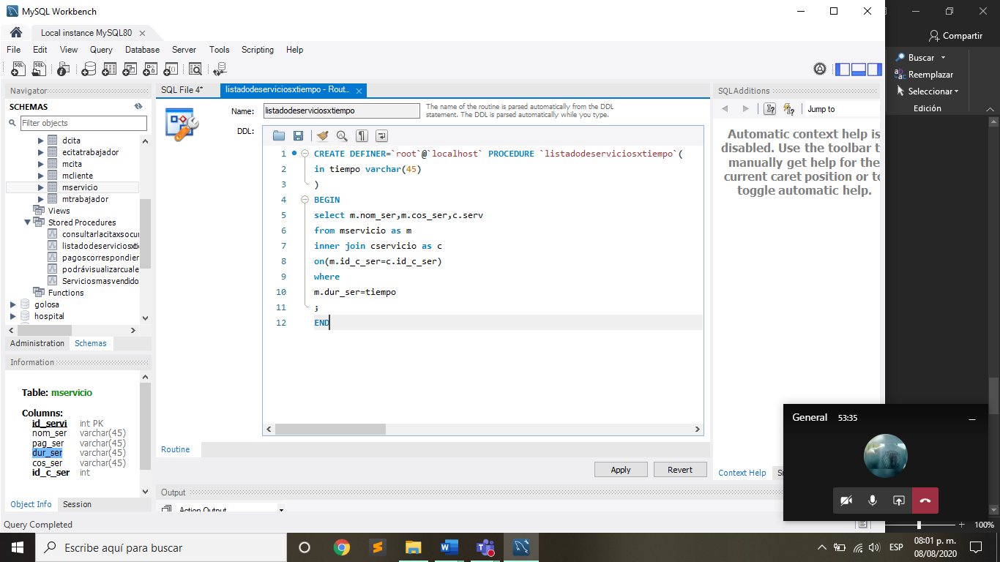 MySQL Workbench
Local instance MySQL80
File Edit View Query Database Server Tools Scripting Help
Navigator
SCHEMAS
Filter objects
dcita
ecitatrabajador
mcita
mcliente
mservicio
mtrabajador
Views
Stored Procedures
consultarlacitaxsocu
listadodeserviciosxtie
pagoscorrespondier
podrávisualizarcuale
Serviciosmasvendido
Functions
golosa
hospital
Administration Schemas
Information
Table: mservicio
Columns:
id_servi int PK
nom_ser varchar(45)
pag_ser varchar(45)
dur_ser varchar(45)
cos_ser varchar(45)
id_c_ser int
Object Info Session
Query Completed
SQL File 4*
listadodeserviciosxtiempo - Rout...
Name: listadodeserviciosxtiempo
The name of the routine is parsed automatically from the DDL
statement. The DDL is parsed automatically while you type.
DDL:
1 CREATE DEFINER=`root`@`localhost` PROCEDURE `listadodeserviciosxtiempo`(
2 in tiempo varchar(45)
3 )
4 BEGIN
5 select m.nom_ser,m.cos_ser,c.serv
6 from mservicio as m
7 inner join cservicio as c
8 on(m.id_c_ser=c.id_c_ser)
9 where
10 m.dur_ser=tiempo
11 ;
12 END
Routine
Apply Revert
Output
Action Output
SQLAdditions
Jump to
Automatic context help is
disabled. Use the toolbar t
manually get help for the
current caret position or to
toggle automatic help.
Context Help
Compartir
Buscar
Reemplazar
Seleccionar
Edición
General 53:35
100%
Escribe aquí para buscar
ESP
08:01 p. m.
08/08/2020